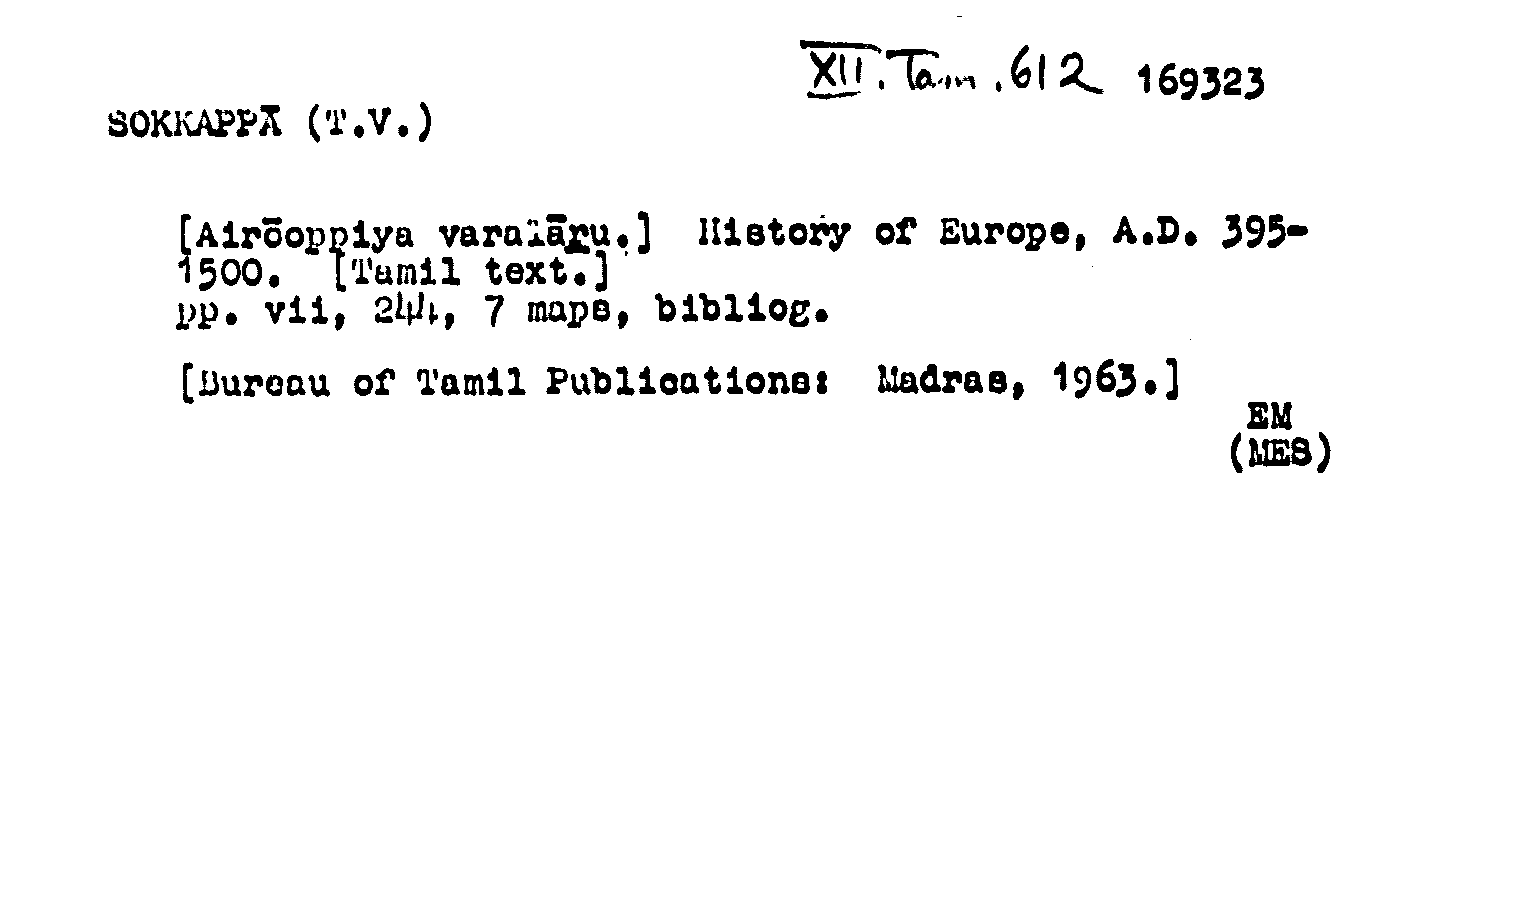 XII. Tam. 612 169323
SOKKAPPĀ (T.V.)
[Airōoppiya varalāṟu.] History of Europe, A.D. 395-
1500. [Tamil text.]
pp. vii, 244, 7 maps, bibliog.
[Bureau of Tamil Publications: Madras, 1963.]
EM
(MES)